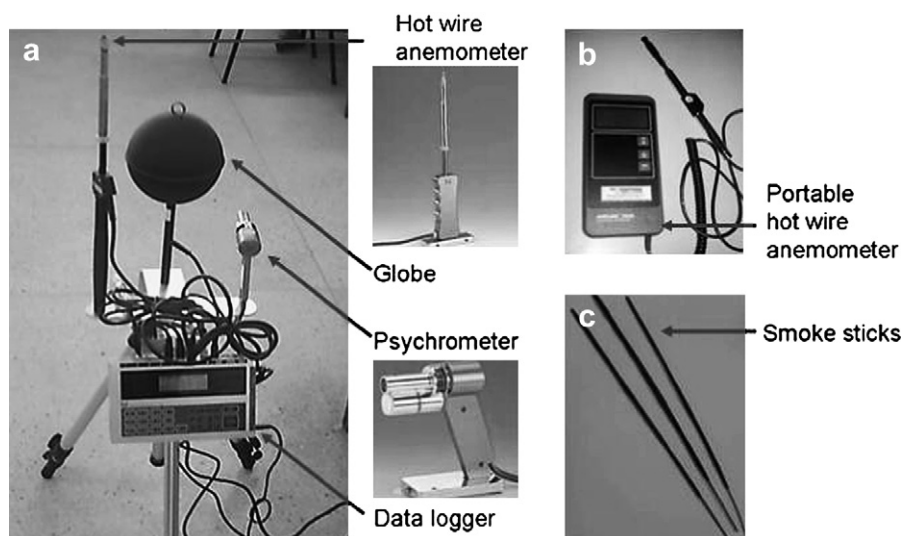 a
Hot wire
anemometer
Globe
Psychrometer
Data logger
b
Portable
hot wire
anemometer
c
Smoke sticks